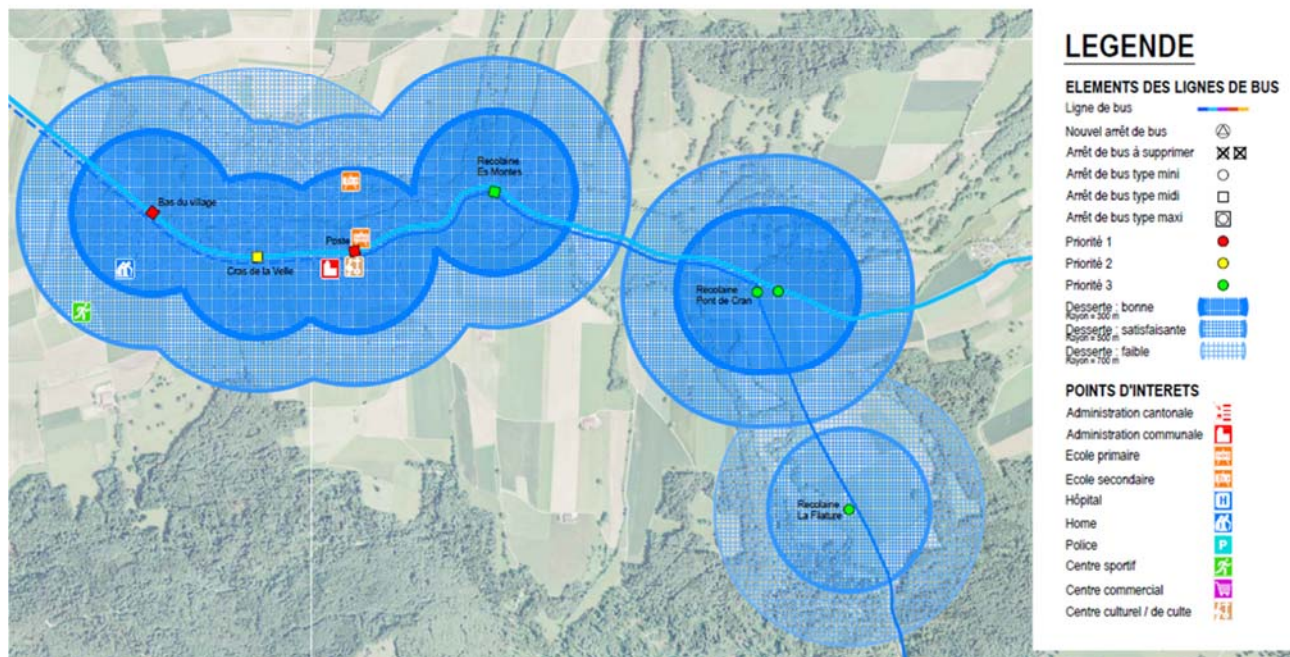 Bas du village
Cras de la Velle
Poste
Recolaine
Es Montes
Recolaine
Pont de Cran
Recolaine
La Filature
LEGENDE
ELEMENTS DES LIGNES DE BUS
Ligne de bus
Nouvel arrêt de bus
Arrêt de bus à supprimer
Arrêt de bus type mini
Arrêt de bus type midi
Arrêt de bus type maxi
Priorité 1
Priorité 2
Priorité 3
Desserte : bonne
Rayon = 300 m
Desserte : satisfaisante
Rayon = 500 m
Desserte : faible
Rayon = 700 m
POINTS D'INTERETS
Administration cantonale
Administration communale
Ecole primaire
Ecole secondaire
Hôpital
H
Home
Police
P
Centre sportif
Centre commercial
Centre culturel / de culte